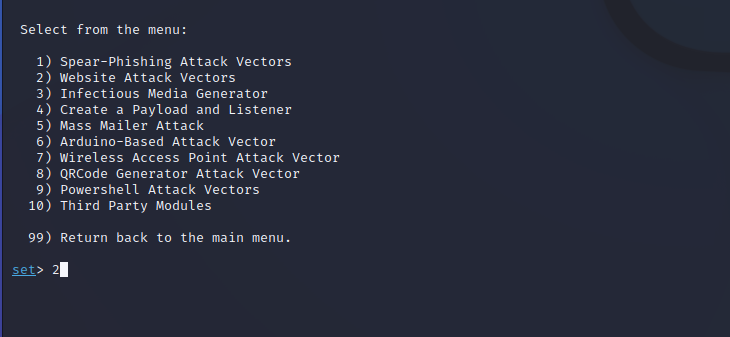 Select from the menu:
1) Spear-Phishing Attack Vectors
2) Website Attack Vectors
3) Infectious Media Generator
4) Create a Payload and Listener
5) Mass Mailer Attack
6) Arduino-Based Attack Vector
7) Wireless Access Point Attack Vector
8) QRCode Generator Attack Vector
9) Powershell Attack Vectors
10) Third Party Modules
99) Return back to the main menu.
set> 2